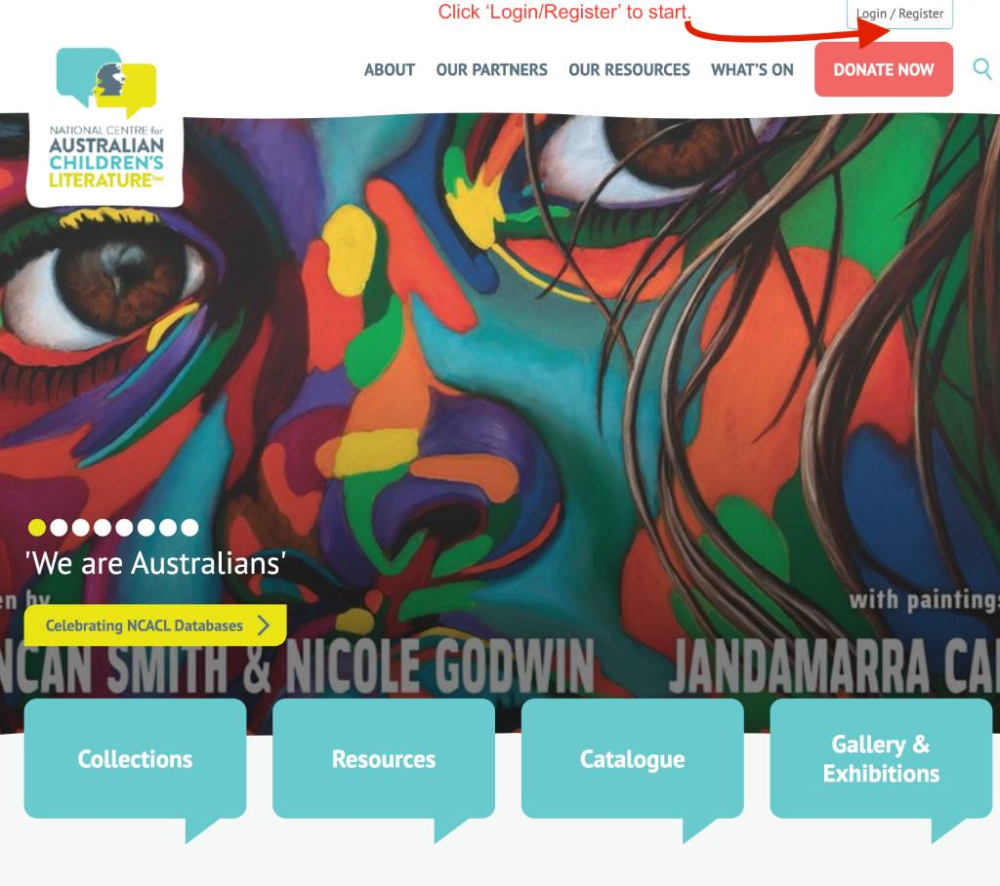 Click ‘Login/Register’ to start.
Login / Register
ABOUT OUR PARTNERS OUR RESOURCES WHAT'S ON DONATE NOW
NATIONAL CENTRE for
AUSTRALIAN
CHILDREN'S
LITERATURE Inc
'We are Australians'
with paintings
Celebrating NCACL Databases
SMITH & NICOLE GODWIN JANDAMARRA
Collections Resources Catalogue Gallery &
Exhibitions